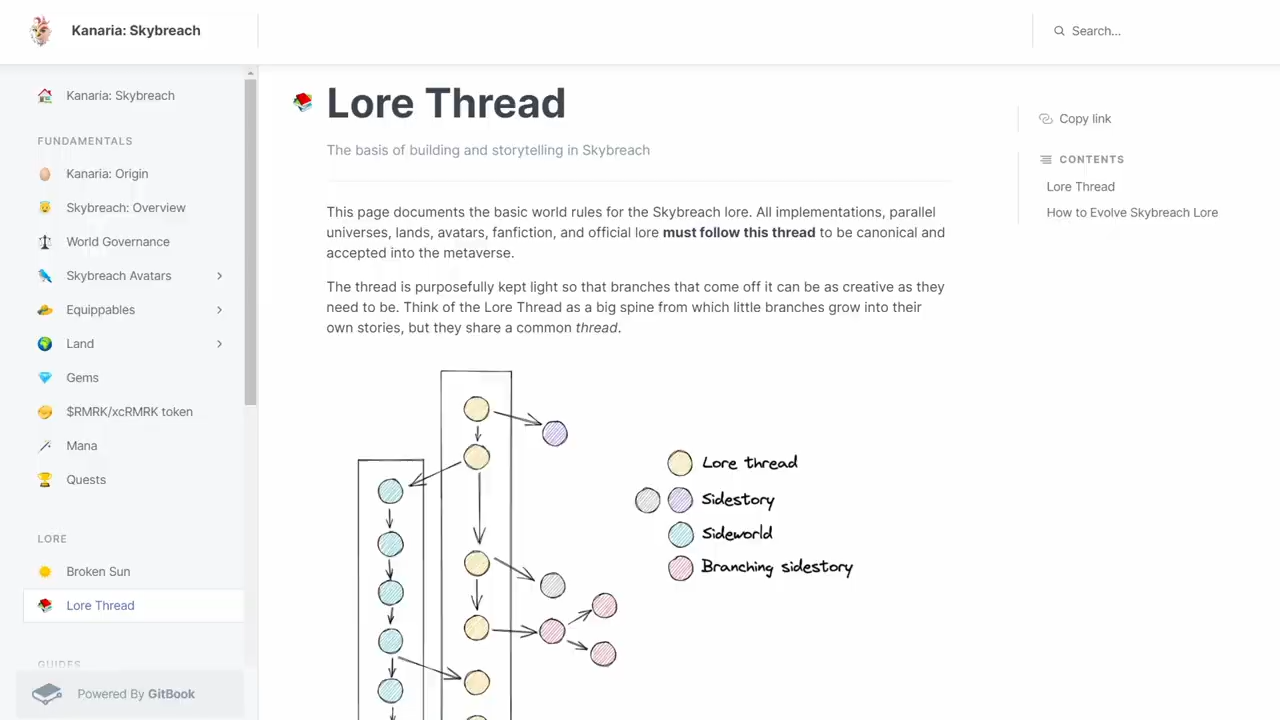 Kanaria: Skybreach
Search...
Kanaria: Skybreach
FUNDAMENTALS
Kanaria: Origin
Skybreach: Overview
World Governance
Skybreach Avatars
Equippables
Land
Gems
$RMRK/xcRMRK token
Mana
Quests
LORE
Broken Sun
Lore Thread
GUIDES
Powered By GitBook
Lore Thread
The basis of building and storytelling in Skybreach
This page documents the basic world rules for the Skybreach lore. All implementations, parallel
universes, lands, avatars, fanfiction, and official lore must follow this thread to be canonical and
accepted into the metaverse.
The thread is purposefully kept light so that branches that come off it can be as creative as they
need to be. Think of the Lore Thread as a big spine from which little branches grow into their
own stories, but they share a common thread.
Lore thread
Sidestory
Sideworld
Branching sidestory
Copy link
CONTENTS
Lore Thread
How to Evolve Skybreach Lore